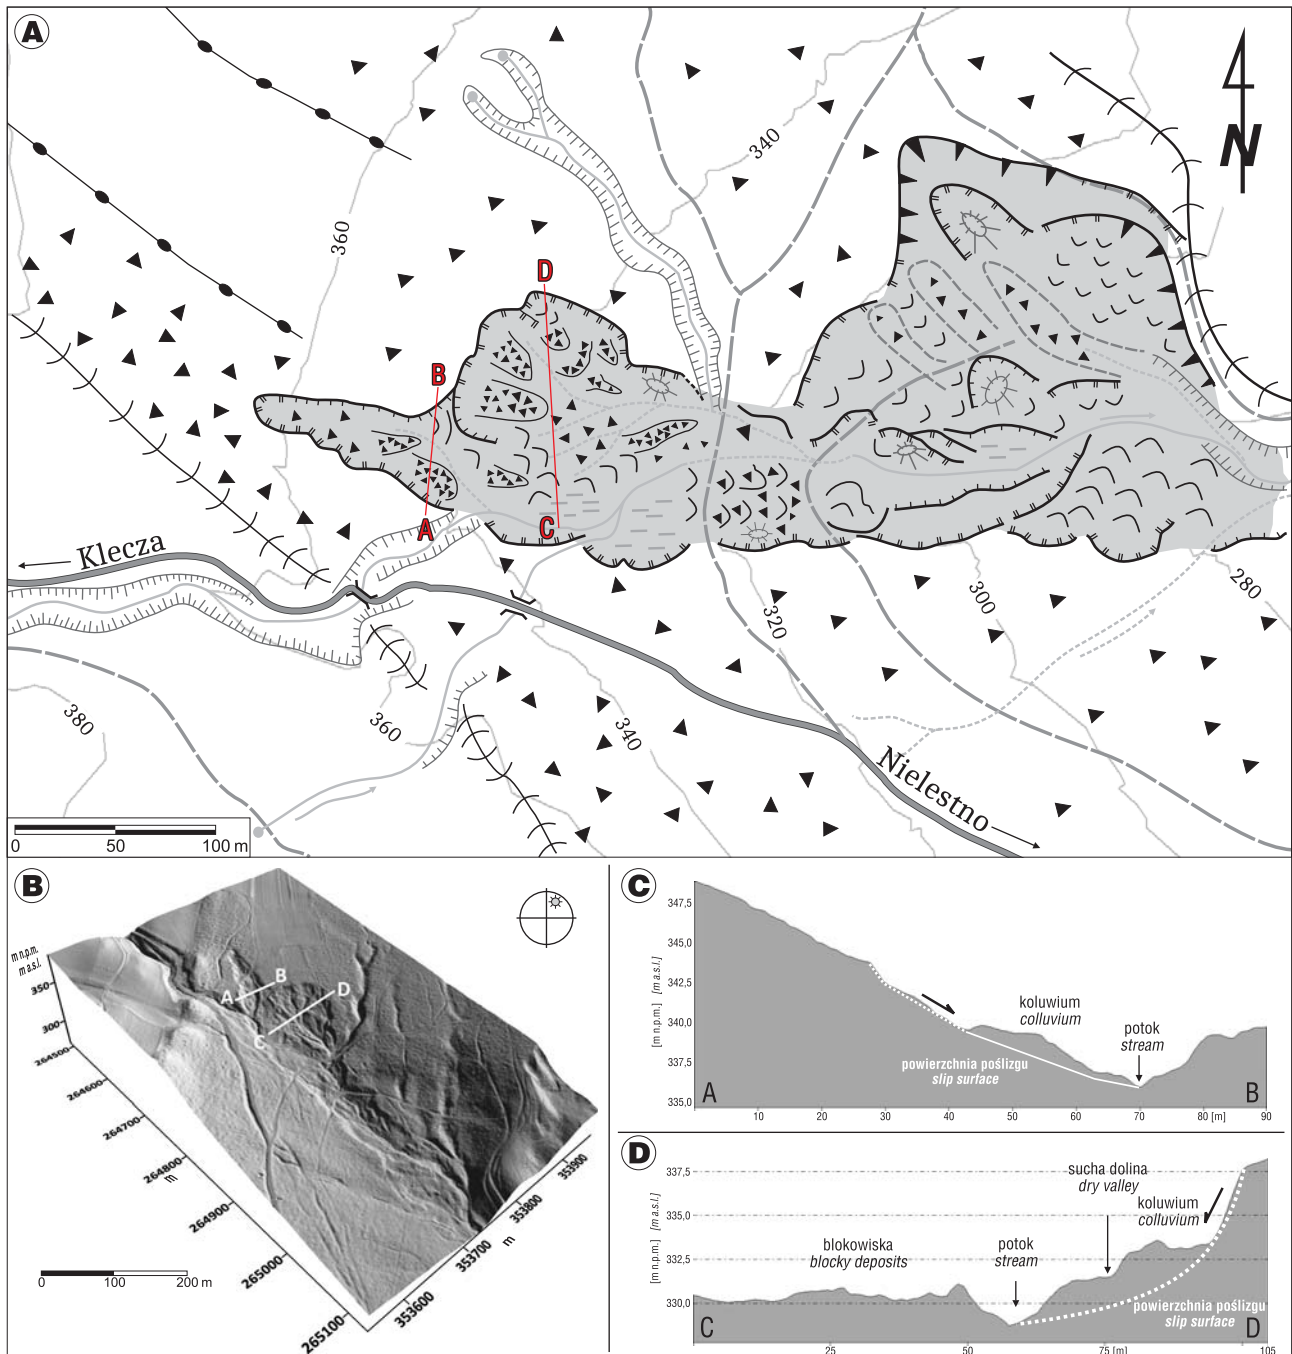 A
N
340
360
D
B
A
C
Klecza
380
360
340
320
300
280
Nielestno
0 50 100 m
B
m n.p.m.
m a.s.l.
350
300
264500
264600
264700
264800
m
264900
265000
265100
353600
353700
m
353800
353900
A
B
C
D
0 100 200 m
C
347,5
345,0
342,5
340,0
337,5
335,0
[m n.p.m.] [m a.s.l.]
koluwium
colluvium
potok
stream
powierzchnia poślizgu
slip surface
A
B
10 20 30 40 50 60 70 80 [m] 90
D
337,5
335,0
332,5
330,0
[m n.p.m.] [m a.s.l.]
sucha dolina
dry valley
koluwium
colluvium
blokowiska
blocky deposits
potok
stream
powierzchnia poślizgu
slip surface
C
D
25 50 75 [m] 105